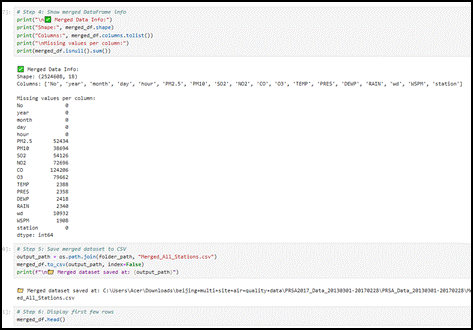 # Step 4: Show merged DataFrame info
print("\n✅ Merged Data Info:")
print("Shape:", merged_df.shape)
print("Columns:", merged_df.columns.tolist())
print("\nMissing values per column:")
print(merged_df.isnull().sum())
✅ Merged Data Info:
Shape: (2524608, 18)
Columns: ['No', 'year', 'month', 'day', 'hour', 'PM2.5', 'PM10', 'SO2', 'NO2', 'CO', 'O3', 'TEMP', 'PRES', 'DEWP', 'RAIN', 'wd', 'WSPM', 'station']
Missing values per column:
No 0
year 0
month 0
day 0
hour 0
PM2.5 52434
PM10 38694
SO2 54126
NO2 72696
CO 124206
O3 79662
TEMP 2388
PRES 2358
DEWP 2418
RAIN 2340
wd 10932
WSPM 1908
station 0
dtype: int64
# Step 5: Save merged dataset to CSV
output_path = os.path.join(folder_path, "Merged_All_Stations.csv")
merged_df.to_csv(output_path, index=False)
print(f"\n📁 Merged dataset saved at: {output_path}")
📁 Merged dataset saved at: C:\Users\Acer\Downloads\beijing+multi+site+air+quality+data\PRSA2017_Data_20130301-20170228\PRSA_Data_20130301-20170228\Merg
ed_All_Stations.csv
# Step 6: Display first few rows
merged_df.head()